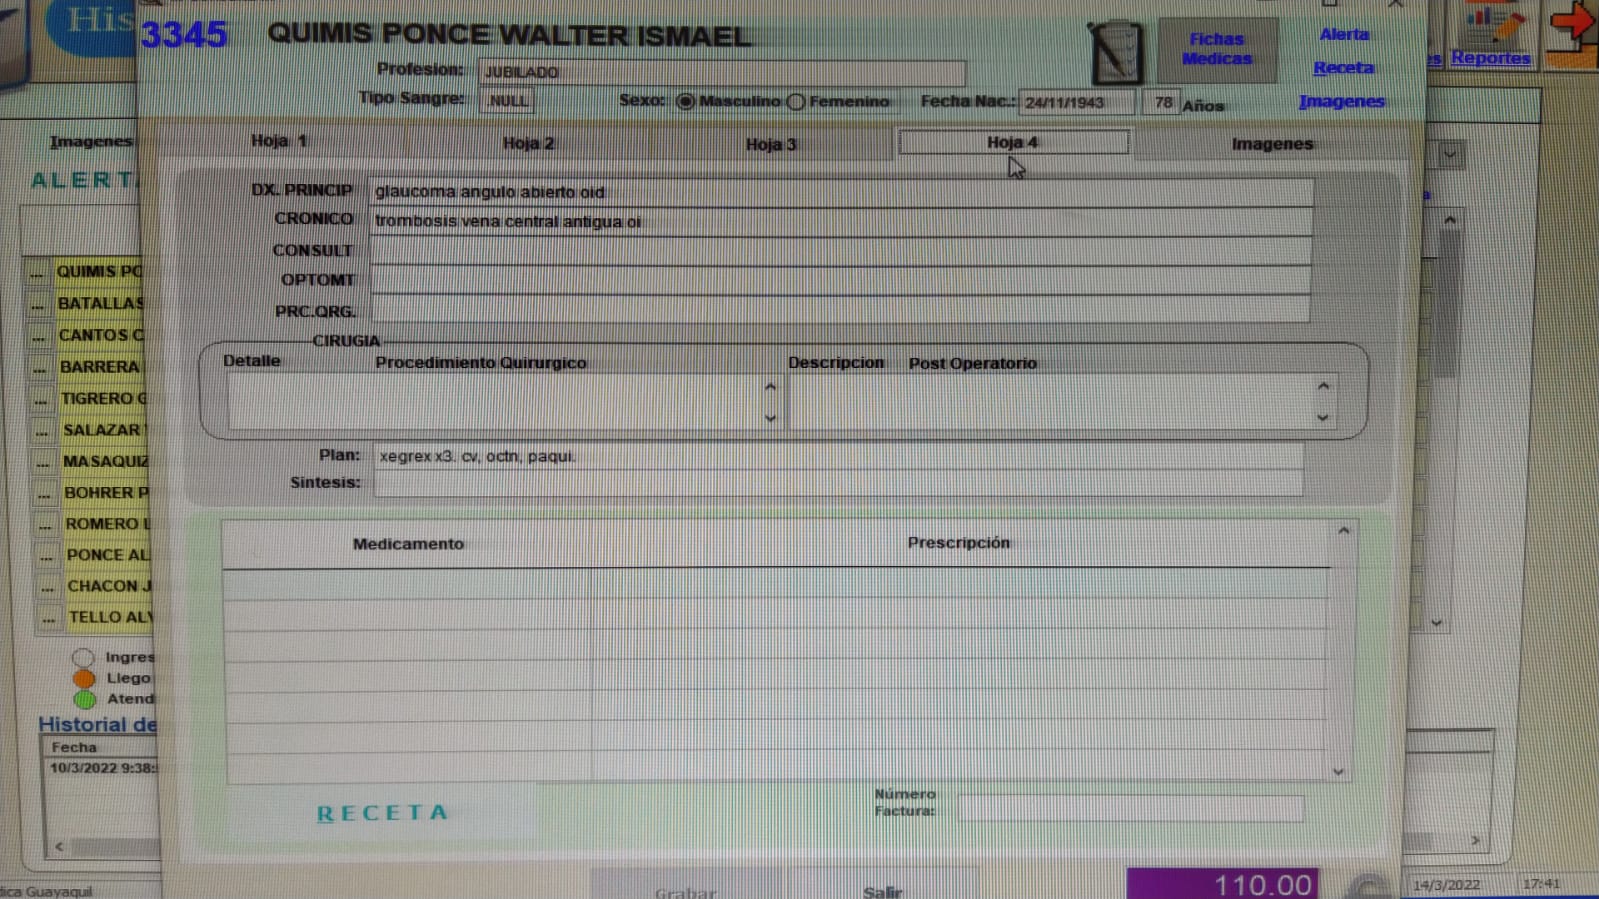 His
3345 QUIMIS PONCE WALTER ISMAEL
Profesion: JUBILADO
Tipo Sangre: .NULL. Sexo: Masculino Femenino Fecha Nac.: 24/11/1943 78 Años
Fichas Medicas
Alerta
Receta
Imagenes
es Reportes
Imagenes
ALERT
Hoja 1 Hoja 2 Hoja 3 Hoja 4 Imagenes
DX. PRINCIP glaucoma angulo abierto oid
CRONICO trombosis vena central antigua oi
CONSULT
OPTOMT
PRC.QRG.
CIRUGIA
Detalle Procedimiento Quirurgico Descripcion Post Operatorio
Plan: xegrex x3. cv, octn, paqui.
Sintesis:
Medicamento Prescripción
RECETA
Número
Factura:
Grabar Salir 110.00
... QUIMIS PO
... BATALLAS
... CANTOS C
... BARRERA
... TIGRERO G
... SALAZAR
... MASAQUIZ
... BOHRER P
... ROMERO L
... PONCE AL
... CHACON J
... TELLO ALV
Ingres
Llego
Atend
Historial de
Fecha
10/3/2022 9:38:
dica Guayaquil
14/3/2022 17:41